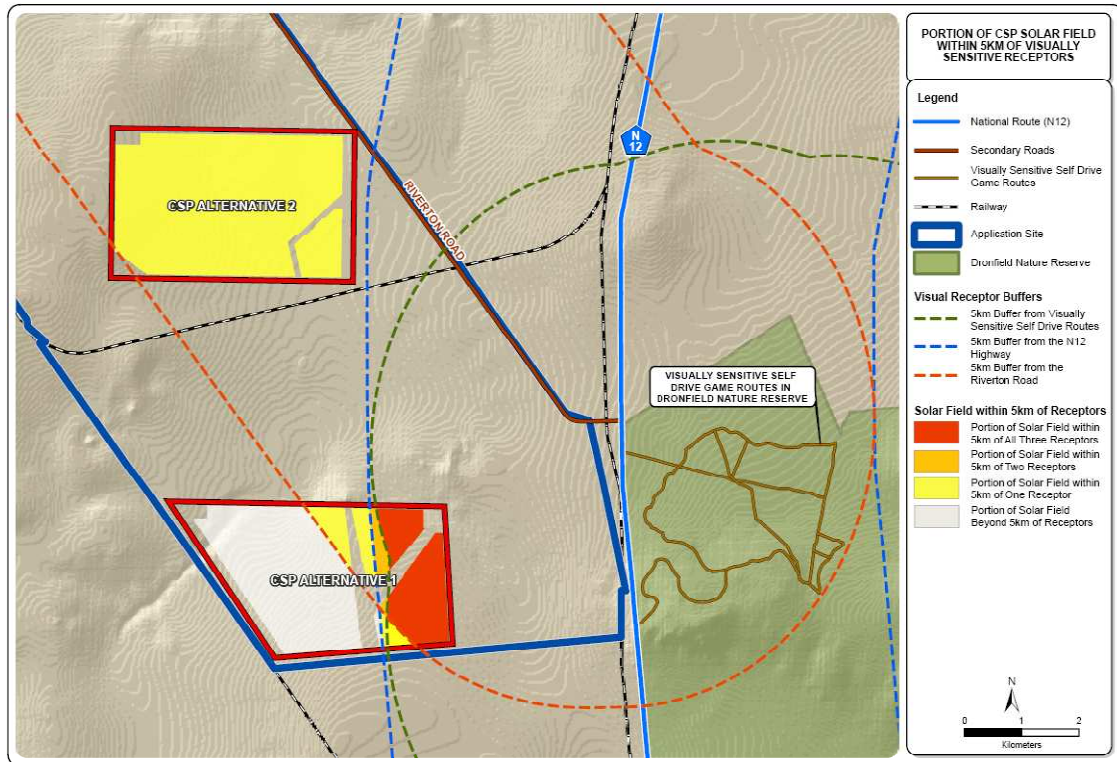 PORTION OF CSP SOLAR FIELD
WITHIN 5KM OF VISUALLY
SENSITIVE RECEPTORS
Legend
National Route (N12)
Secondary Roads
Visually Sensitive Self Drive
Game Routes
Railway
Application Site
Dronfield Nature Reserve
Visual Receptor Buffers
5km Buffer from Visually
Sensitive Self Drive Routes
5km Buffer from the N12
Highway
5km Buffer from the
Riverton Road
Solar Field within 5km of Receptors
Portion of Solar Field within
5km of All Three Receptors
Portion of Solar Field within
5km of Two Receptors
Portion of Solar Field within
5km of One Receptor
Portion of Solar Field
Beyond 5km of Receptors
N
0 1 2
Kilometers
N
12
RIVERTON ROAD
CSP ALTERNATIVE 2
VISUALLY SENSITIVE SELF
DRIVE GAME ROUTES IN
DRONFIELD NATURE RESERVE
CSP ALTERNATIVE 1